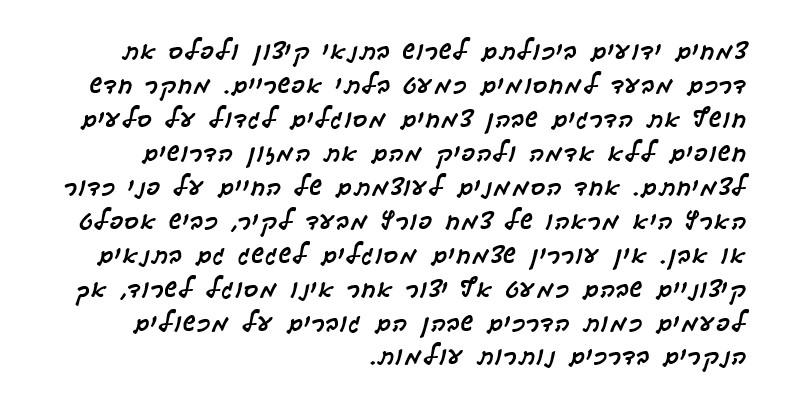 צמחים ידועים ביכולתם לשרוש בתנאי קיצון ולפלס את
דרכם מבעד למחסומים כמעט בלתי אפשריים. מחקר חדש
חושף את הדרגים שבהן צמחים מסוגלים לגדול על סלעים
חשופים ללא אדמה ולהפיק מהם את המזון הדרושים
לצמיחתם. אחד הסממנים לעוצמתם של החיים על פני כדור
הארץ היא מראהו של צמח פורץ מבעד לקיר, כביש אספלט
או אבן. אין עוררין שצמחים מסוגלים לשגשג גם בתנאים
קיצוניים שבהם כמעט אף יצור אחר אינו מסוגל לשרוד, אך
לפעמים כמות הדרכים שבהן הם גוברים על מכשולים
הנקרים בדרכים נותרות עולמות.